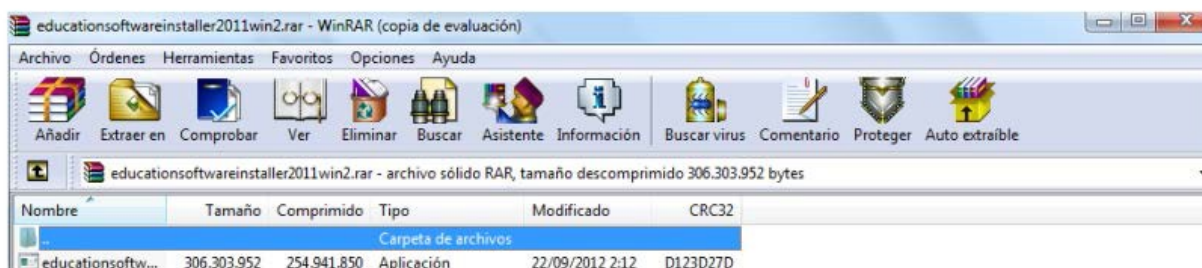 educationsoftwareinstaller2011win2.rar - WinRAR (copia de evaluación)
Archivo Órdenes Herramientas Favoritos Opciones Ayuda
Añadir Extraer en Comprobar Ver Eliminar Buscar Asistente Información Buscar virus Comentario Proteger Auto extraíble
educationsoftwareinstaller2011win2.rar - archivo sólido RAR, tamaño descomprimido 306.303.952 bytes
Nombre Tamaño Comprimido Tipo Modificado CRC32
.. Carpeta de archivos
educationsoftw... 306.303.952 254.941.850 Aplicación 22/09/2012 2:12 D123D27D